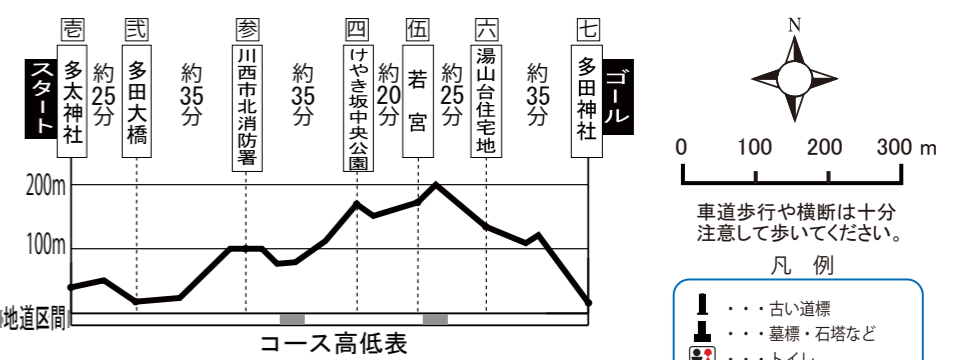 壱 弐 参 四 伍 六 七
スタート
多太神社
約25分
多田大橋
約35分
川西市北消防署
約35分
けやき坂中央公園
約20分
若宮
約25分
湯山台住宅地
約35分
多田神社
ゴール
200m
100m
地道区間
コース高低表
N
0 100 200 300 m
車道歩行や横断は十分
注意して歩いてください。
凡 例
・・・古い道標
・・・墓標・石塔など
・・・トイレ